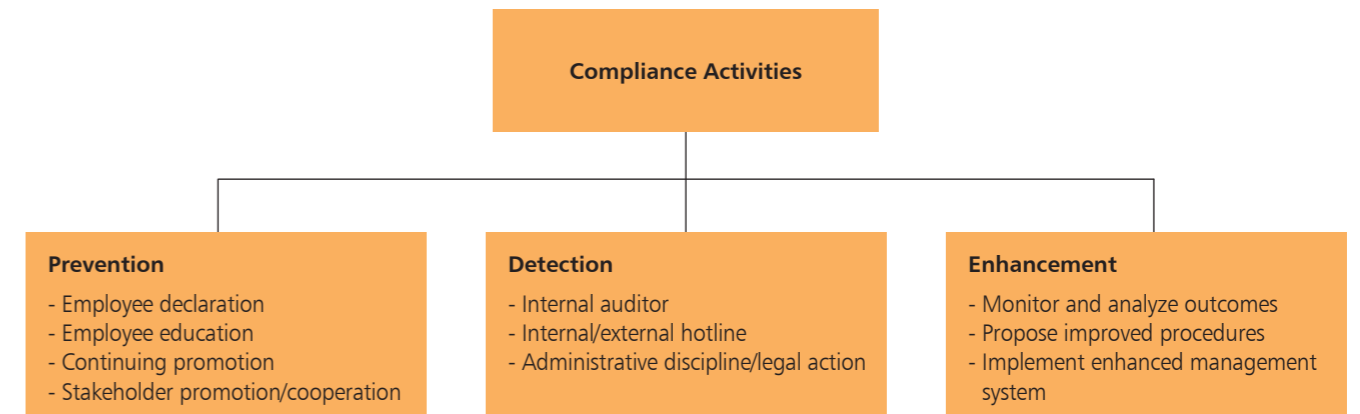 Compliance Activities
Prevention
- Employee declaration
- Employee education
- Continuing promotion
- Stakeholder promotion/cooperation
Detection
- Internal auditor
- Internal/external hotline
- Administrative discipline/legal action
Enhancement
- Monitor and analyze outcomes
- Propose improved procedures
- Implement enhanced management
system